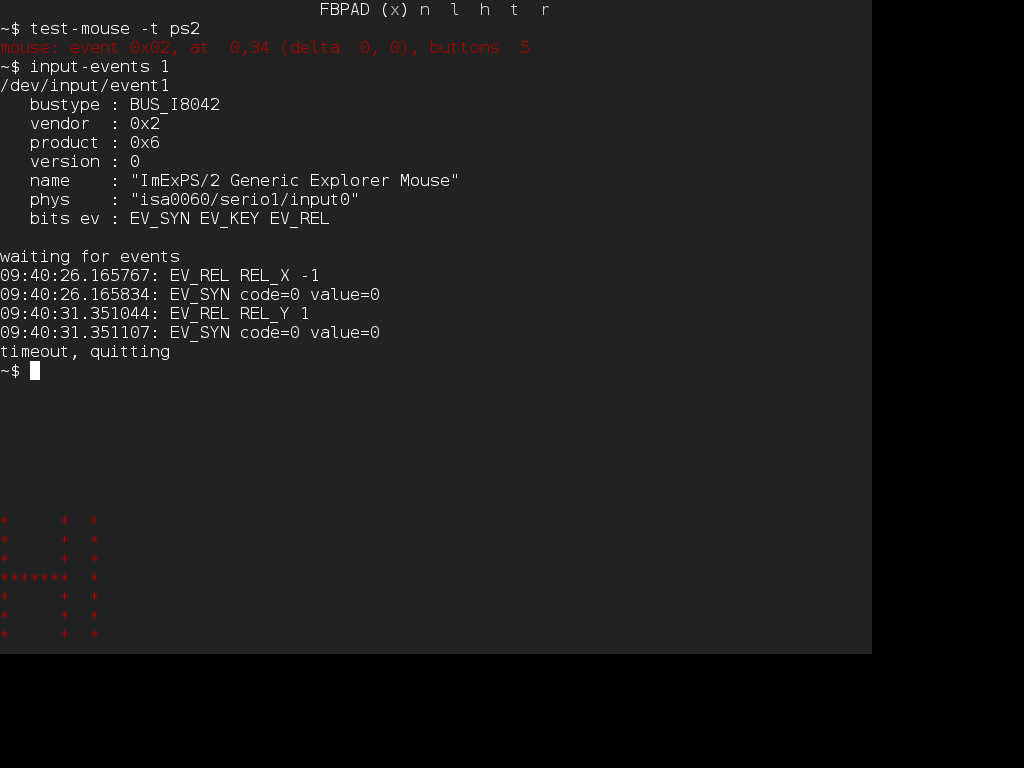 FBPAD (x) n l h t r
~$ test-mouse -t ps2
mouse: event 0x02, at  0,34 (delta  0, 0), buttons  5
~$ input-events 1
/dev/input/event1
   bustype : BUS_I8042
   vendor  : 0x2
   product : 0x6
   version : 0
   name    : "ImExPS/2 Generic Explorer Mouse"
   phys    : "isa0060/serio1/input0"
   bits ev : EV_SYN EV_KEY EV_REL

waiting for events
09:40:26.165767: EV_REL REL_X -1
09:40:26.165834: EV_SYN code=0 value=0
09:40:31.351044: EV_REL REL_Y 1
09:40:31.351107: EV_SYN code=0 value=0
timeout, quitting
~$
*     *  *
*     *  *
*     *  *
*******  *
*     *  *
*     *  *
*     *  *